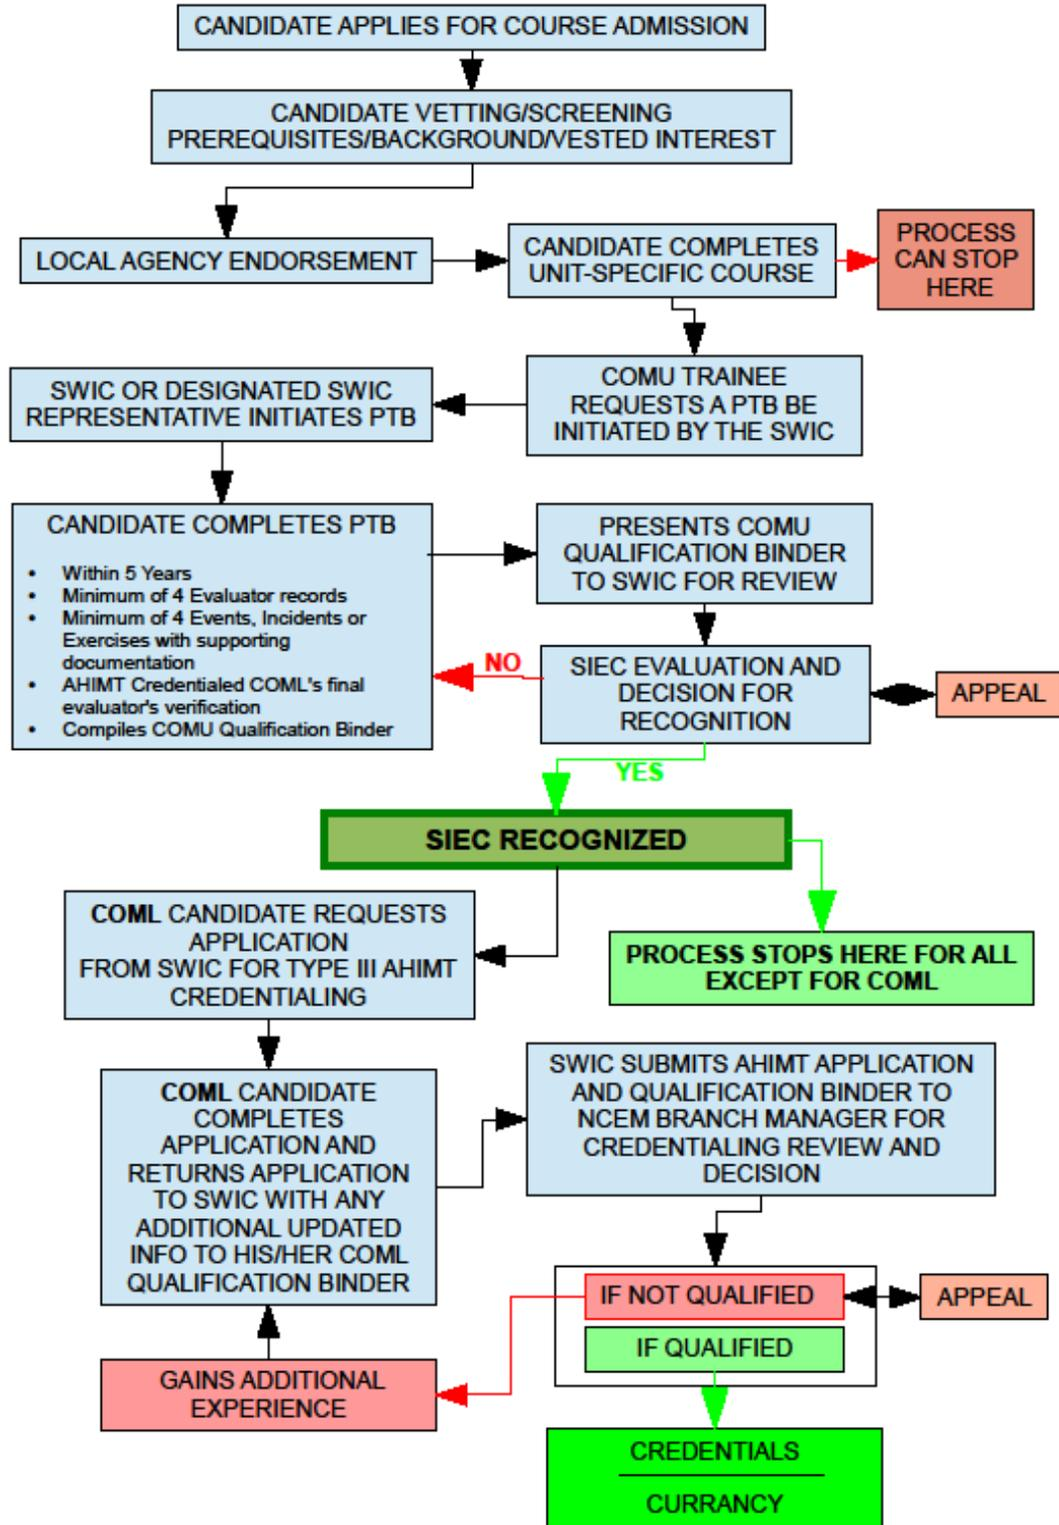 CANDIDATE APPLIES FOR COURSE ADMISSION
CANDIDATE VETTING/SCREENING
PREREQUISITES/BACKGROUND/VESTED INTEREST
LOCAL AGENCY ENDORSEMENT
CANDIDATE COMPLETES
UNIT-SPECIFIC COURSE
PROCESS
CAN STOP
HERE
COMU TRAINEE
REQUESTS A PTB BE
INITIATED BY THE SWIC
SWIC OR DESIGNATED SWIC
REPRESENTATIVE INITIATES PTB
CANDIDATE COMPLETES PTB
• Within 5 Years
• Minimum of 4 Evaluator records
• Minimum of 4 Events, Incidents or
Exercises with supporting
documentation
• AHIMT Credentialed COML's final
evaluator's verification
• Compiles COMU Qualification Binder
PRESENTS COMU
QUALIFICATION BINDER
TO SWIC FOR REVIEW
NO
SIEC EVALUATION AND
DECISION FOR
RECOGNITION
APPEAL
YES
SIEC RECOGNIZED
COML CANDIDATE REQUESTS
APPLICATION
FROM SWIC FOR TYPE III AHIMT
CREDENTIALING
PROCESS STOPS HERE FOR ALL
EXCEPT FOR COML
COML CANDIDATE
COMPLETES
APPLICATION AND
RETURNS APPLICATION
TO SWIC WITH ANY
ADDITIONAL UPDATED
INFO TO HIS/HER COML
QUALIFICATION BINDER
SWIC SUBMITS AHIMT APPLICATION
AND QUALIFICATION BINDER TO
NCEM BRANCH MANAGER FOR
CREDENTIALING REVIEW AND
DECISION
IF NOT QUALIFIED
APPEAL
IF QUALIFIED
GAINS ADDITIONAL
EXPERIENCE
CREDENTIALS
CURRANCY